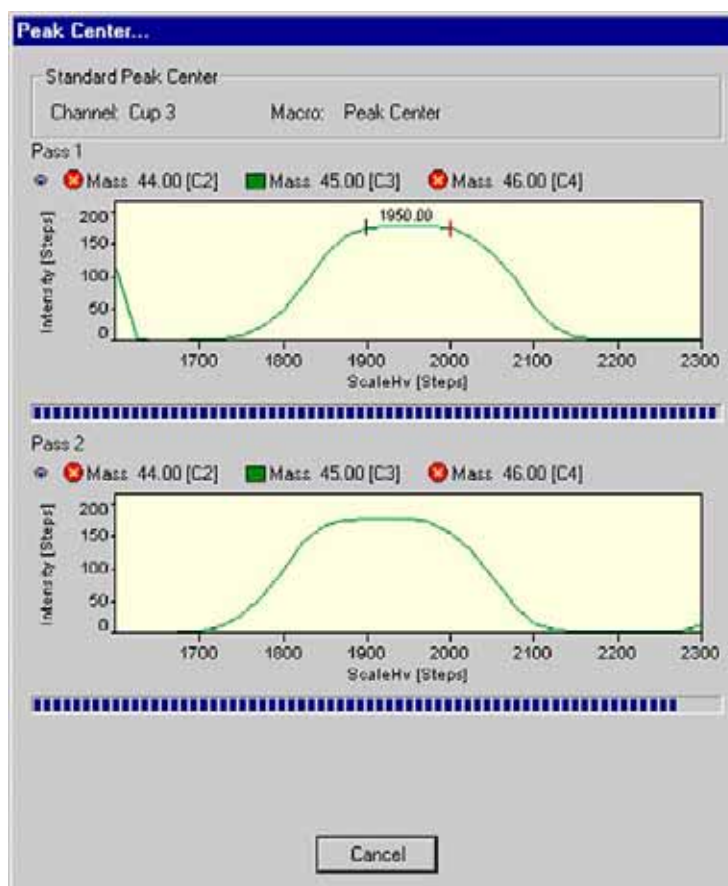 Peak Center...
Standard Peak Center
Channel: Cup 3 Macro: Peak Center
Pass 1
Mass 44.00 [C2] Mass 45.00 [C3] Mass 46.00 [C4]
Intensity [Steps]
200
150
100
50
0
1950.00
1700 1800 1900 2000 2100 2200 2300
ScaleHv [Steps]
Pass 2
Mass 44.00 [C2] Mass 45.00 [C3] Mass 46.00 [C4]
Intensity [Steps]
200
150
100
50
0
1700 1800 1900 2000 2100 2200 2300
ScaleHv [Steps]
Cancel